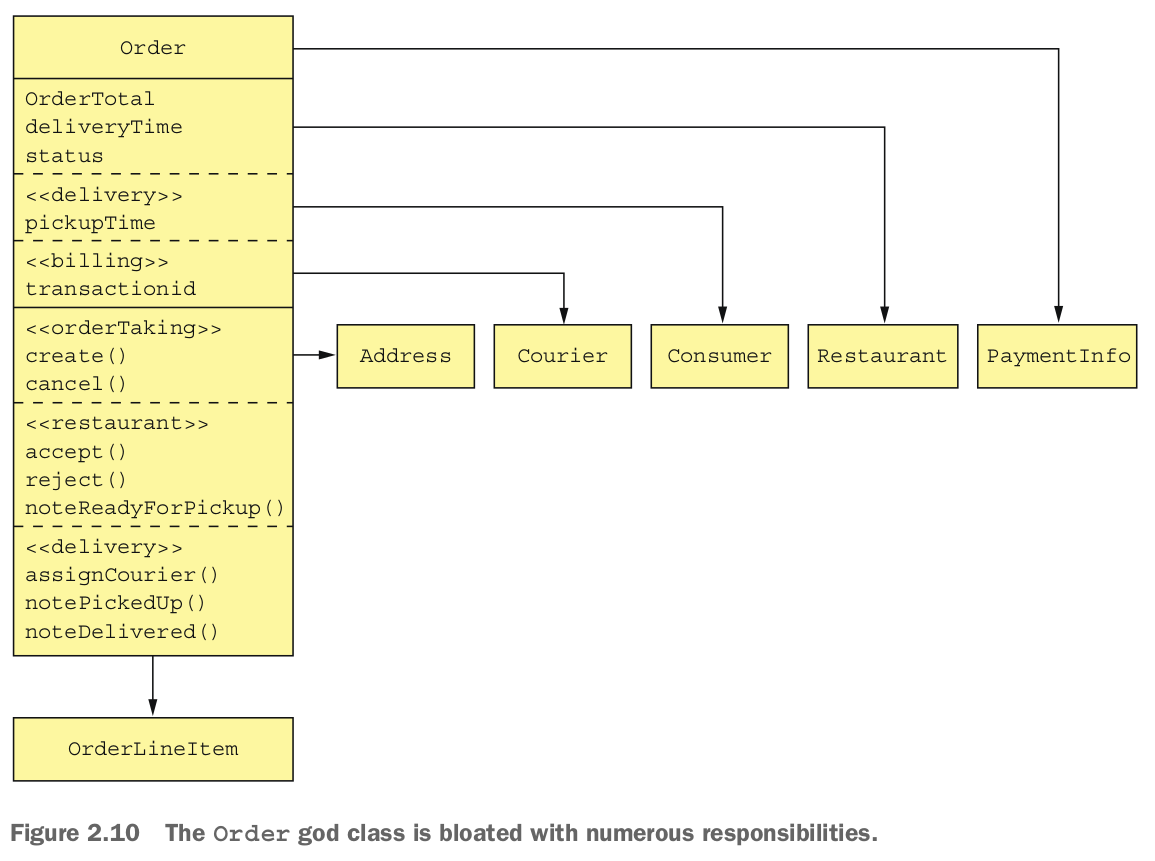 Order
OrderTotal
deliveryTime
status
<<delivery>>
pickupTime
<<billing>>
transactionid
<<orderTaking>>
create()
cancel()
<<restaurant>>
accept()
reject()
noteReadyForPickup()
<<delivery>>
assignCourier()
notePickedUp()
noteDelivered()
Address
Courier
Consumer
Restaurant
PaymentInfo
OrderLineItem
Figure 2.10 The Order god class is bloated with numerous responsibilities.